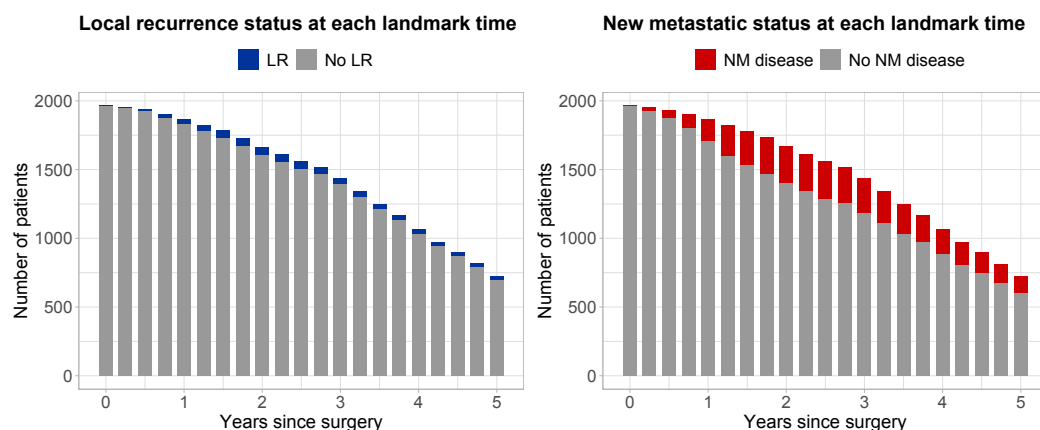 Local recurrence status at each landmark time
LR No LR
Number of patients
2000
1500
1000
500
0
0 1 2 3 4 5
Years since surgery
New metastatic status at each landmark time
NM disease No NM disease
Number of patients
2000
1500
1000
500
0
0 1 2 3 4 5
Years since surgery